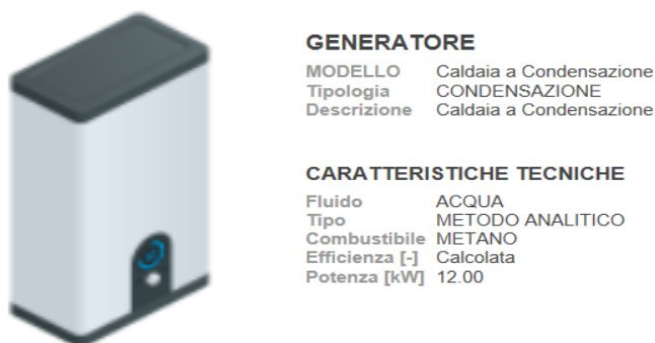 GENERATORE
MODELLO Caldaia a Condensazione
Tipologia CONDENSAZIONE
Descrizione Caldaia a Condensazione
CARATTERISTICHE TECNICHE
Fluido ACQUA
Tipo METODO ANALITICO
Combustibile METANO
Efficienza [-] Calcolata
Potenza [kW] 12.00